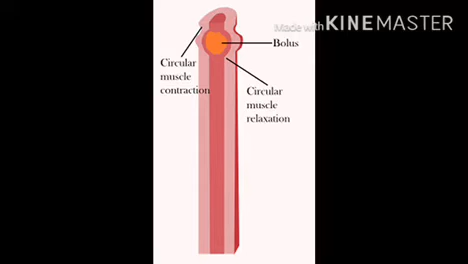 Made with KINEMASTER
Bolus
Circular
muscle
contraction
Circular
muscle
relaxation